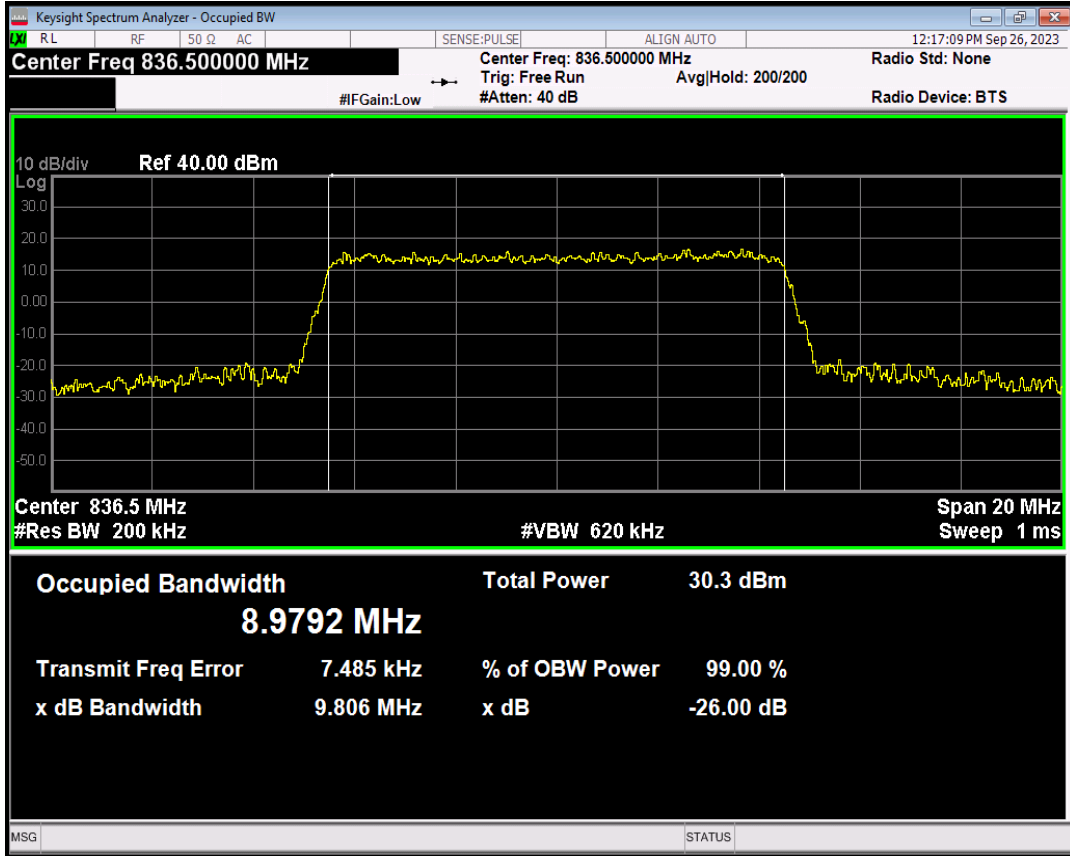 Keysight Spectrum Analyzer - Occupied BW
LXI RL RF 50 Ω AC SENSE:PULSE ALIGN AUTO 12:17:09 PM Sep 26, 2023
Center Freq 836.500000 MHz Center Freq: 836.500000 MHz Radio Std: None
Trig: Free Run Avg|Hold: 200/200
#IFGain:Low #Atten: 40 dB Radio Device: BTS
10 dB/div Ref 40.00 dBm
Log
30.0
20.0
10.0
0.00
-10.0
-20.0
-30.0
-40.0
-50.0
Center 836.5 MHz Span 20 MHz
#Res BW 200 kHz #VBW 620 kHz Sweep 1 ms
Occupied Bandwidth Total Power 30.3 dBm
8.9792 MHz
Transmit Freq Error 7.485 kHz % of OBW Power 99.00 %
x dB Bandwidth 9.806 MHz x dB -26.00 dB
MSG STATUS